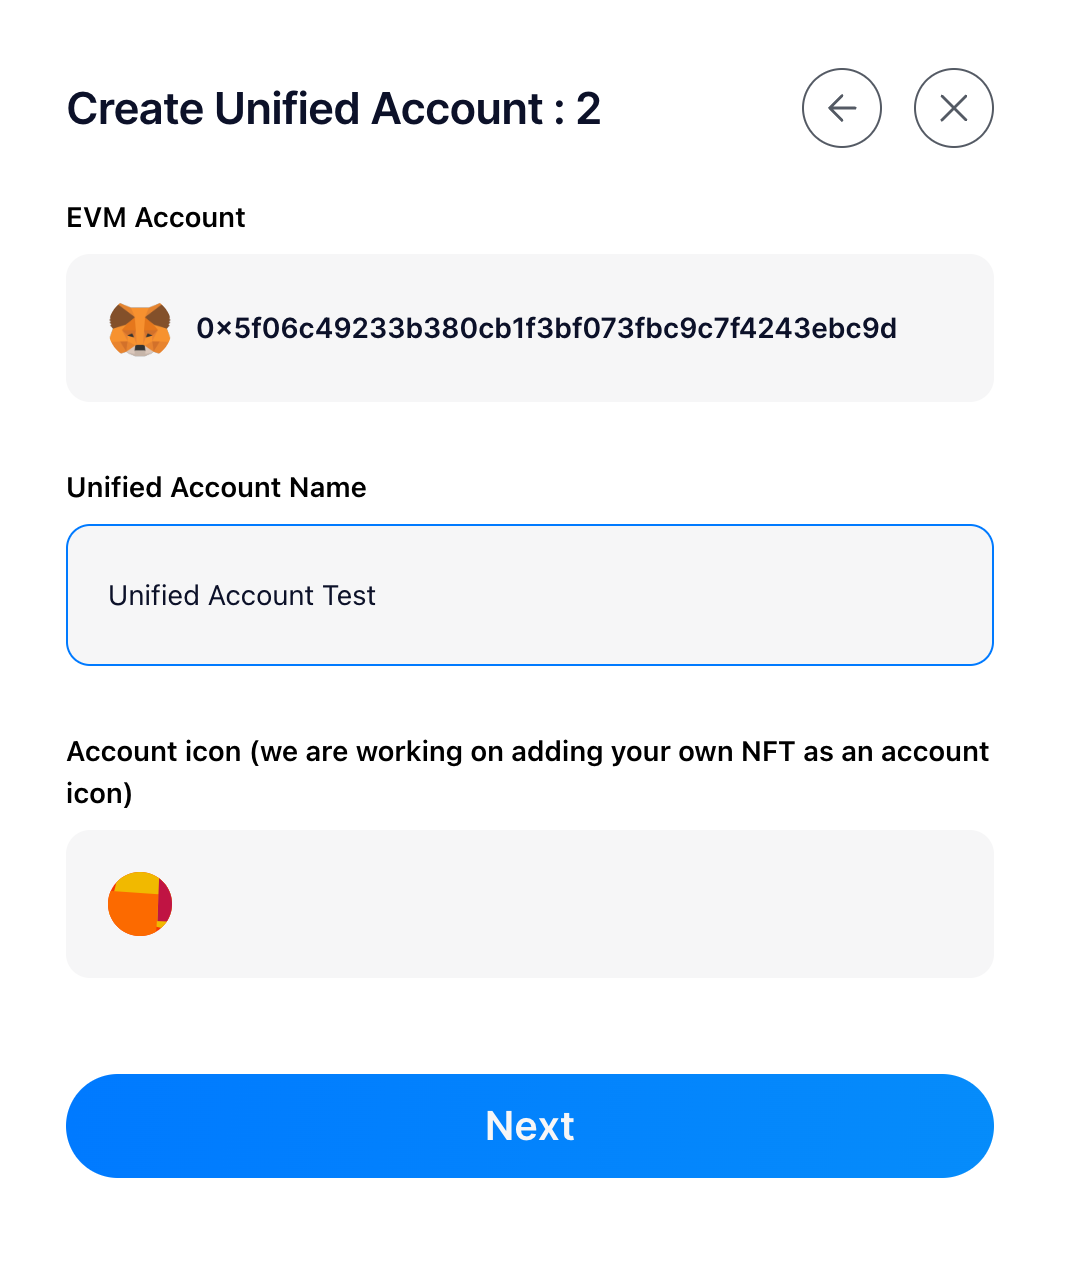 Create Unified Account : 2
EVM Account
0x5f06c49233b380cb1f3bf073fbc9c7f4243ebc9d
Unified Account Name
Unified Account Test
Account icon (we are working on adding your own NFT as an account
icon)
Next